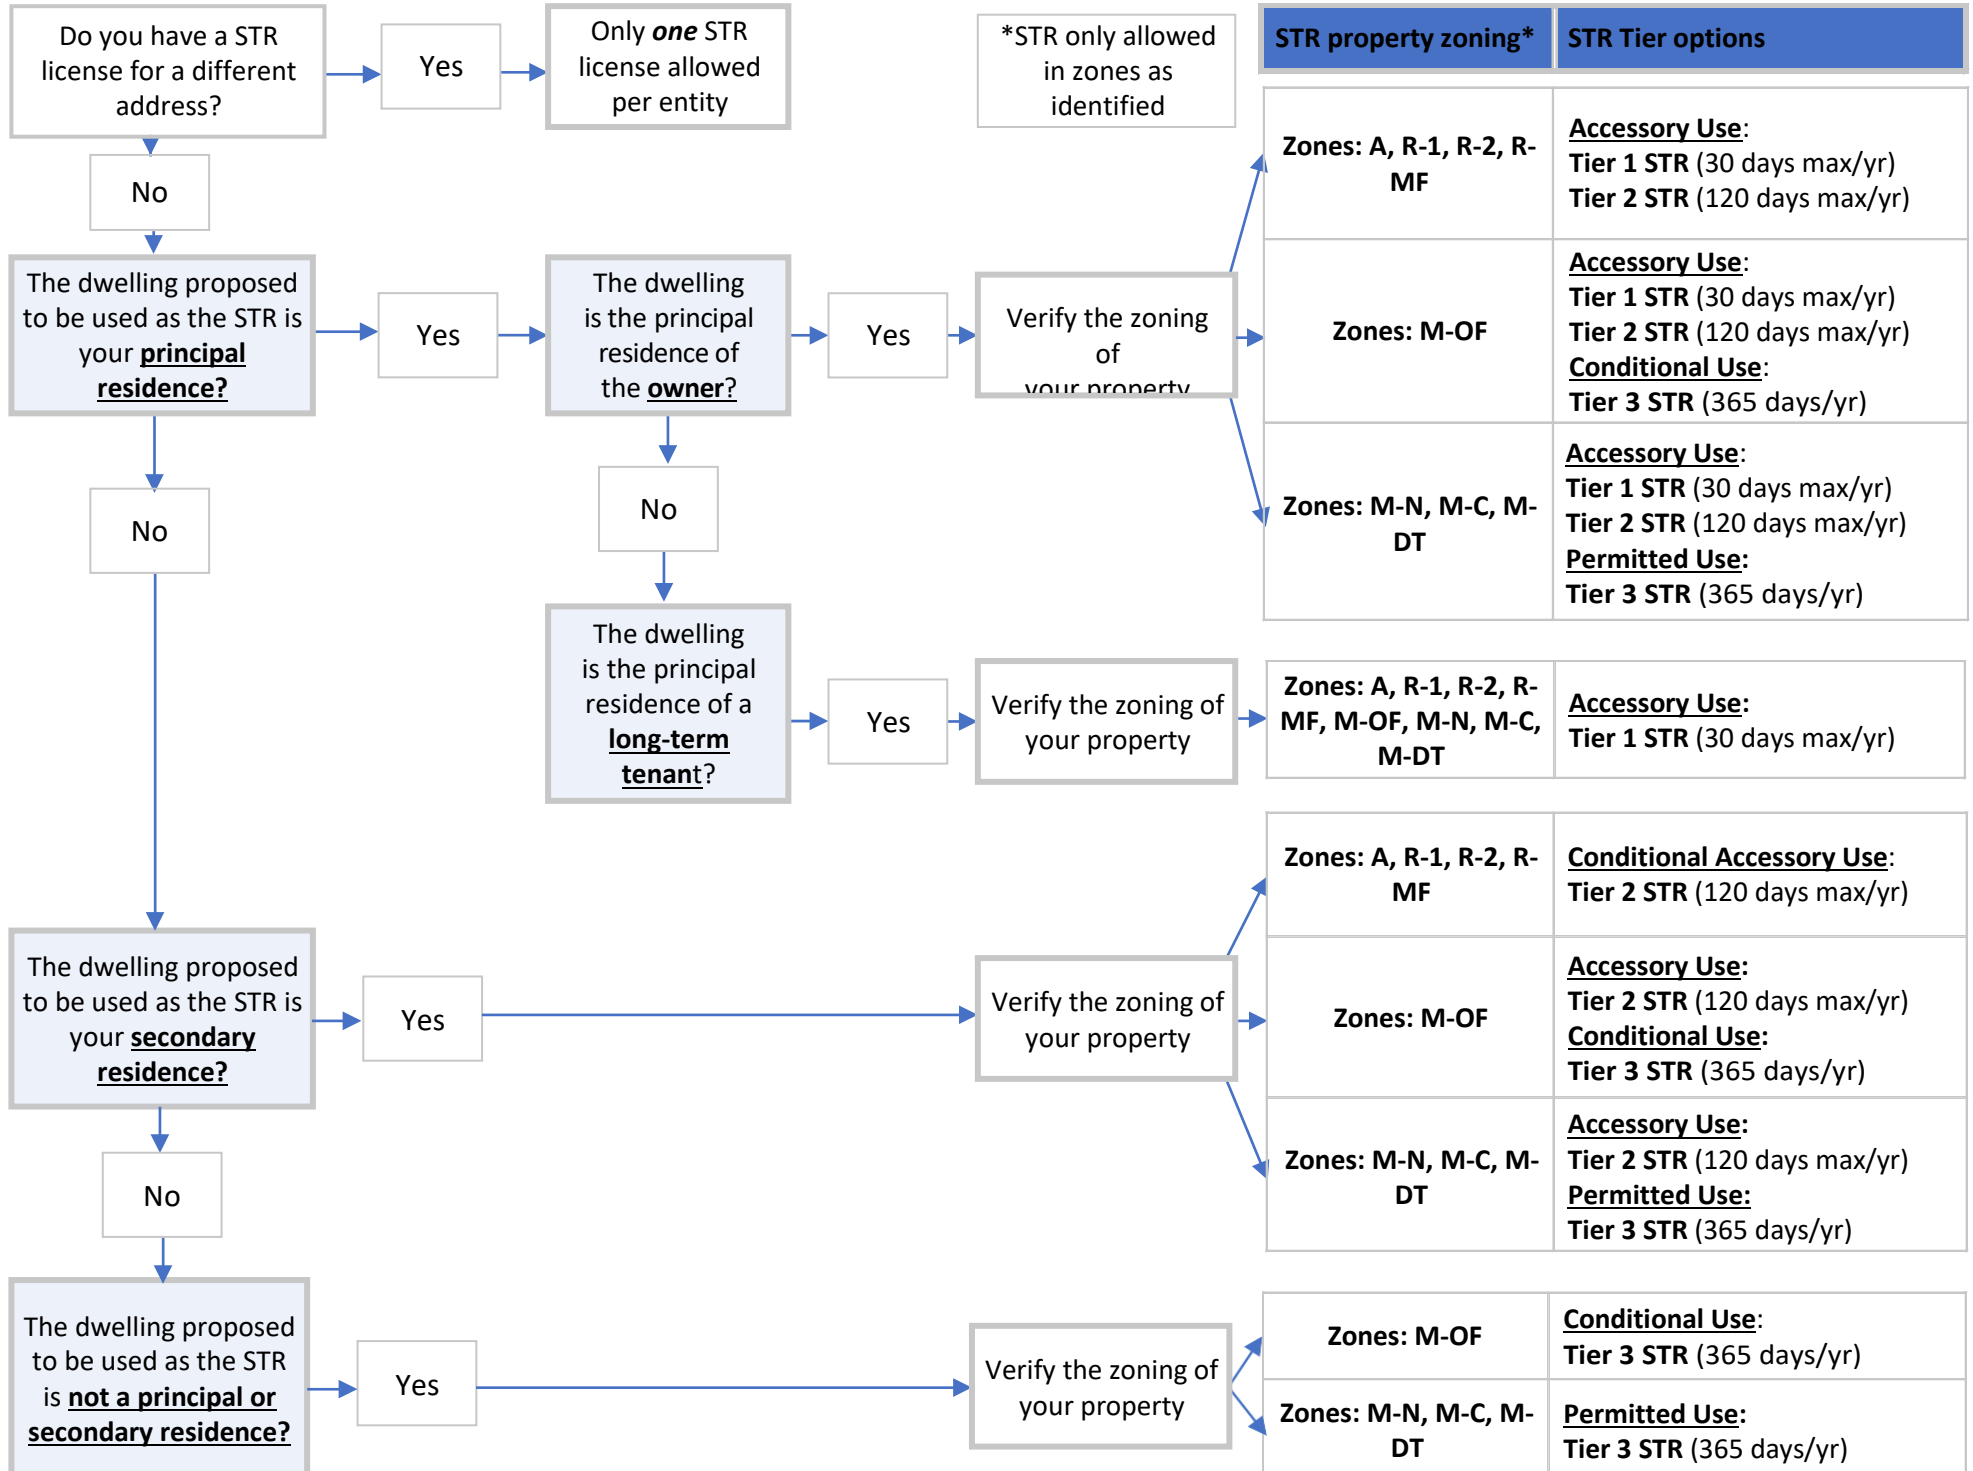 Do you have a STR
license for a different
address?
Yes
Only one STR
license allowed
per entity
*STR only allowed
in zones as
identified
STR property zoning*
STR Tier options
No
Zones: A, R-1, R-2, R-
MF
Accessory Use:
Tier 1 STR (30 days max/yr)
Tier 2 STR (120 days max/yr)
The dwelling proposed
to be used as the STR is
your principal
residence?
Yes
The dwelling
is the principal
residence of
the owner?
Yes
Verify the zoning
of
your property
Zones: M-OF
Accessory Use:
Tier 1 STR (30 days max/yr)
Tier 2 STR (120 days max/yr)
Conditional Use:
Tier 3 STR (365 days/yr)
No
No
Zones: M-N, M-C, M-
DT
Accessory Use:
Tier 1 STR (30 days max/yr)
Tier 2 STR (120 days max/yr)
Permitted Use:
Tier 3 STR (365 days/yr)
The dwelling
is the principal
residence of a
long-term
tenant?
Yes
Verify the zoning of
your property
Zones: A, R-1, R-2, R-
MF, M-OF, M-N, M-C,
M-DT
Accessory Use:
Tier 1 STR (30 days max/yr)
Zones: A, R-1, R-2, R-
MF
Conditional Accessory Use:
Tier 2 STR (120 days max/yr)
The dwelling proposed
to be used as the STR is
your secondary
residence?
Yes
Verify the zoning of
your property
Zones: M-OF
Accessory Use:
Tier 2 STR (120 days max/yr)
Conditional Use:
Tier 3 STR (365 days/yr)
No
Zones: M-N, M-C, M-
DT
Accessory Use:
Tier 2 STR (120 days max/yr)
Permitted Use:
Tier 3 STR (365 days/yr)
The dwelling proposed
to be used as the STR
is not a principal or
secondary residence?
Yes
Verify the zoning of
your property
Zones: M-OF
Conditional Use:
Tier 3 STR (365 days/yr)
Zones: M-N, M-C, M-
DT
Permitted Use:
Tier 3 STR (365 days/yr)